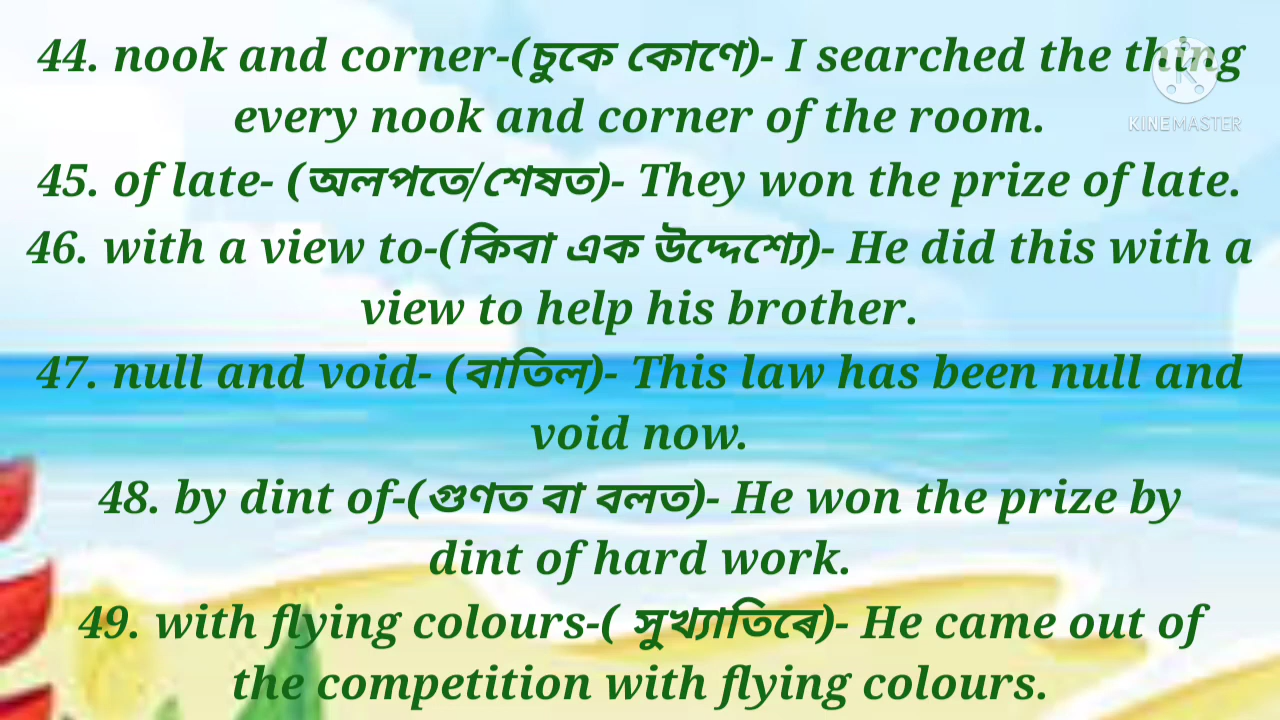 44. nook and corner-(চুকে কোণে)- I searched the thing
every nook and corner of the room.
KINEMASTER
45. of late- (অলপতে/শেষত)- They won the prize of late.
46. with a view to-(কিবা এক উদ্দেশ্যে)- He did this with a
view to help his brother.
47. null and void- (বাতিল)- This law has been null and
void now.
48. by dint of-(গুণত বা বলত)- He won the prize by
dint of hard work.
49. with flying colours-( সুখ্যাতিৰে)- He came out of
the competition with flying colours.